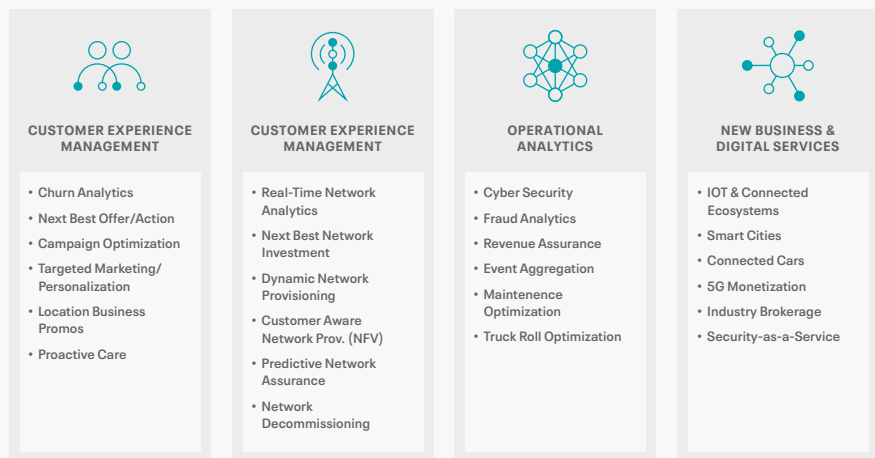 CUSTOMER EXPERIENCE
MANAGEMENT
• Churn Analytics
• Next Best Offer/Action
• Campaign Optimization
• Targeted Marketing/
Personalization
• Location Business
Promos
• Proactive Care
CUSTOMER EXPERIENCE
MANAGEMENT
• Real-Time Network
Analytics
• Next Best Network
Investment
• Dynamic Network
Provisioning
• Customer Aware
Network Prov. (NFV)
• Predictive Network
Assurance
• Network
Decommissioning
OPERATIONAL
ANALYTICS
• Cyber Security
• Fraud Analytics
• Revenue Assurance
• Event Aggregation
• Maintenence
Optimization
• Truck Roll Optimization
NEW BUSINESS &
DIGITAL SERVICES
• IOT & Connected
Ecosystems
• Smart Cities
• Connected Cars
• 5G Monetization
• Industry Brokerage
• Security-as-a-Service